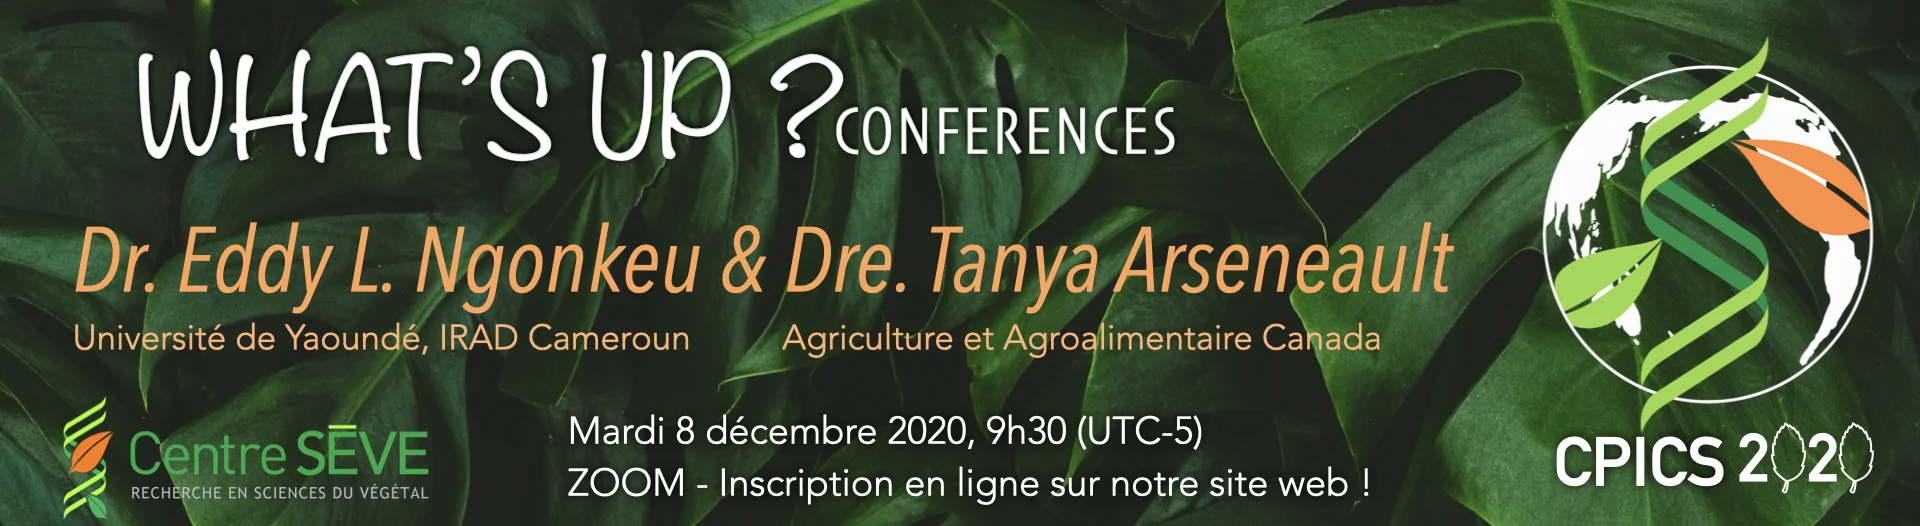 WHAT'S UP ? CONFERENCES
Dr. Eddy L. Ngonkeu & Dre. Tanya Arseneault
Université de Yaoundé, IRAD Cameroun
Agriculture et Agroalimentaire Canada
Mardi 8 décembre 2020, 9h30 (UTC-5)
ZOOM - Inscription en ligne sur notre site web !
Centre SĒVE
RECHERCHE EN SCIENCES DU VÉGÉTAL
CPICS 2020